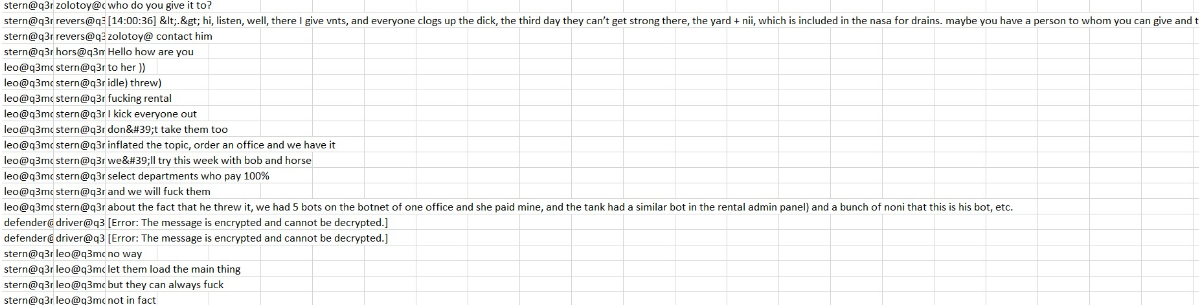 stern@q3r zolotoy@c who do you give it to?
stern@q3r revers@q3 [14:00:36] &lt;.&gt; hi, listen, well, there I give vnts, and everyone clogs up the dick, the third day they can't get strong there, the yard + nii, which is included in the nasa for drains. maybe you have a person to whom you can give and t
stern@q3r revers@q3 zolotoy@ contact him
stern@q3r hors@q3m Hello how are you
leo@q3mc stern@q3r to her ))
leo@q3mc stern@q3r idle) threw)
leo@q3mc stern@q3r fucking rental
leo@q3mc stern@q3r I kick everyone out
leo@q3mc stern@q3r don&#39;t take them too
leo@q3mc stern@q3r inflated the topic, order an office and we have it
leo@q3mc stern@q3r we&#39;ll try this week with bob and horse
leo@q3mc stern@q3r select departments who pay 100%
leo@q3mc stern@q3r and we will fuck them
leo@q3mc stern@q3r about the fact that he threw it, we had 5 bots on the botnet of one office and she paid mine, and the tank had a similar bot in the rental admin panel) and a bunch of noni that this is his bot, etc.
defender@ driver@q3 [Error: The message is encrypted and cannot be decrypted.]
defender@ driver@q3 [Error: The message is encrypted and cannot be decrypted.]
stern@q3r leo@q3mc no way
stern@q3r leo@q3mc let them load the main thing
stern@q3r leo@q3mc but they can always fuck
stern@q3r leo@q3mc not in fact